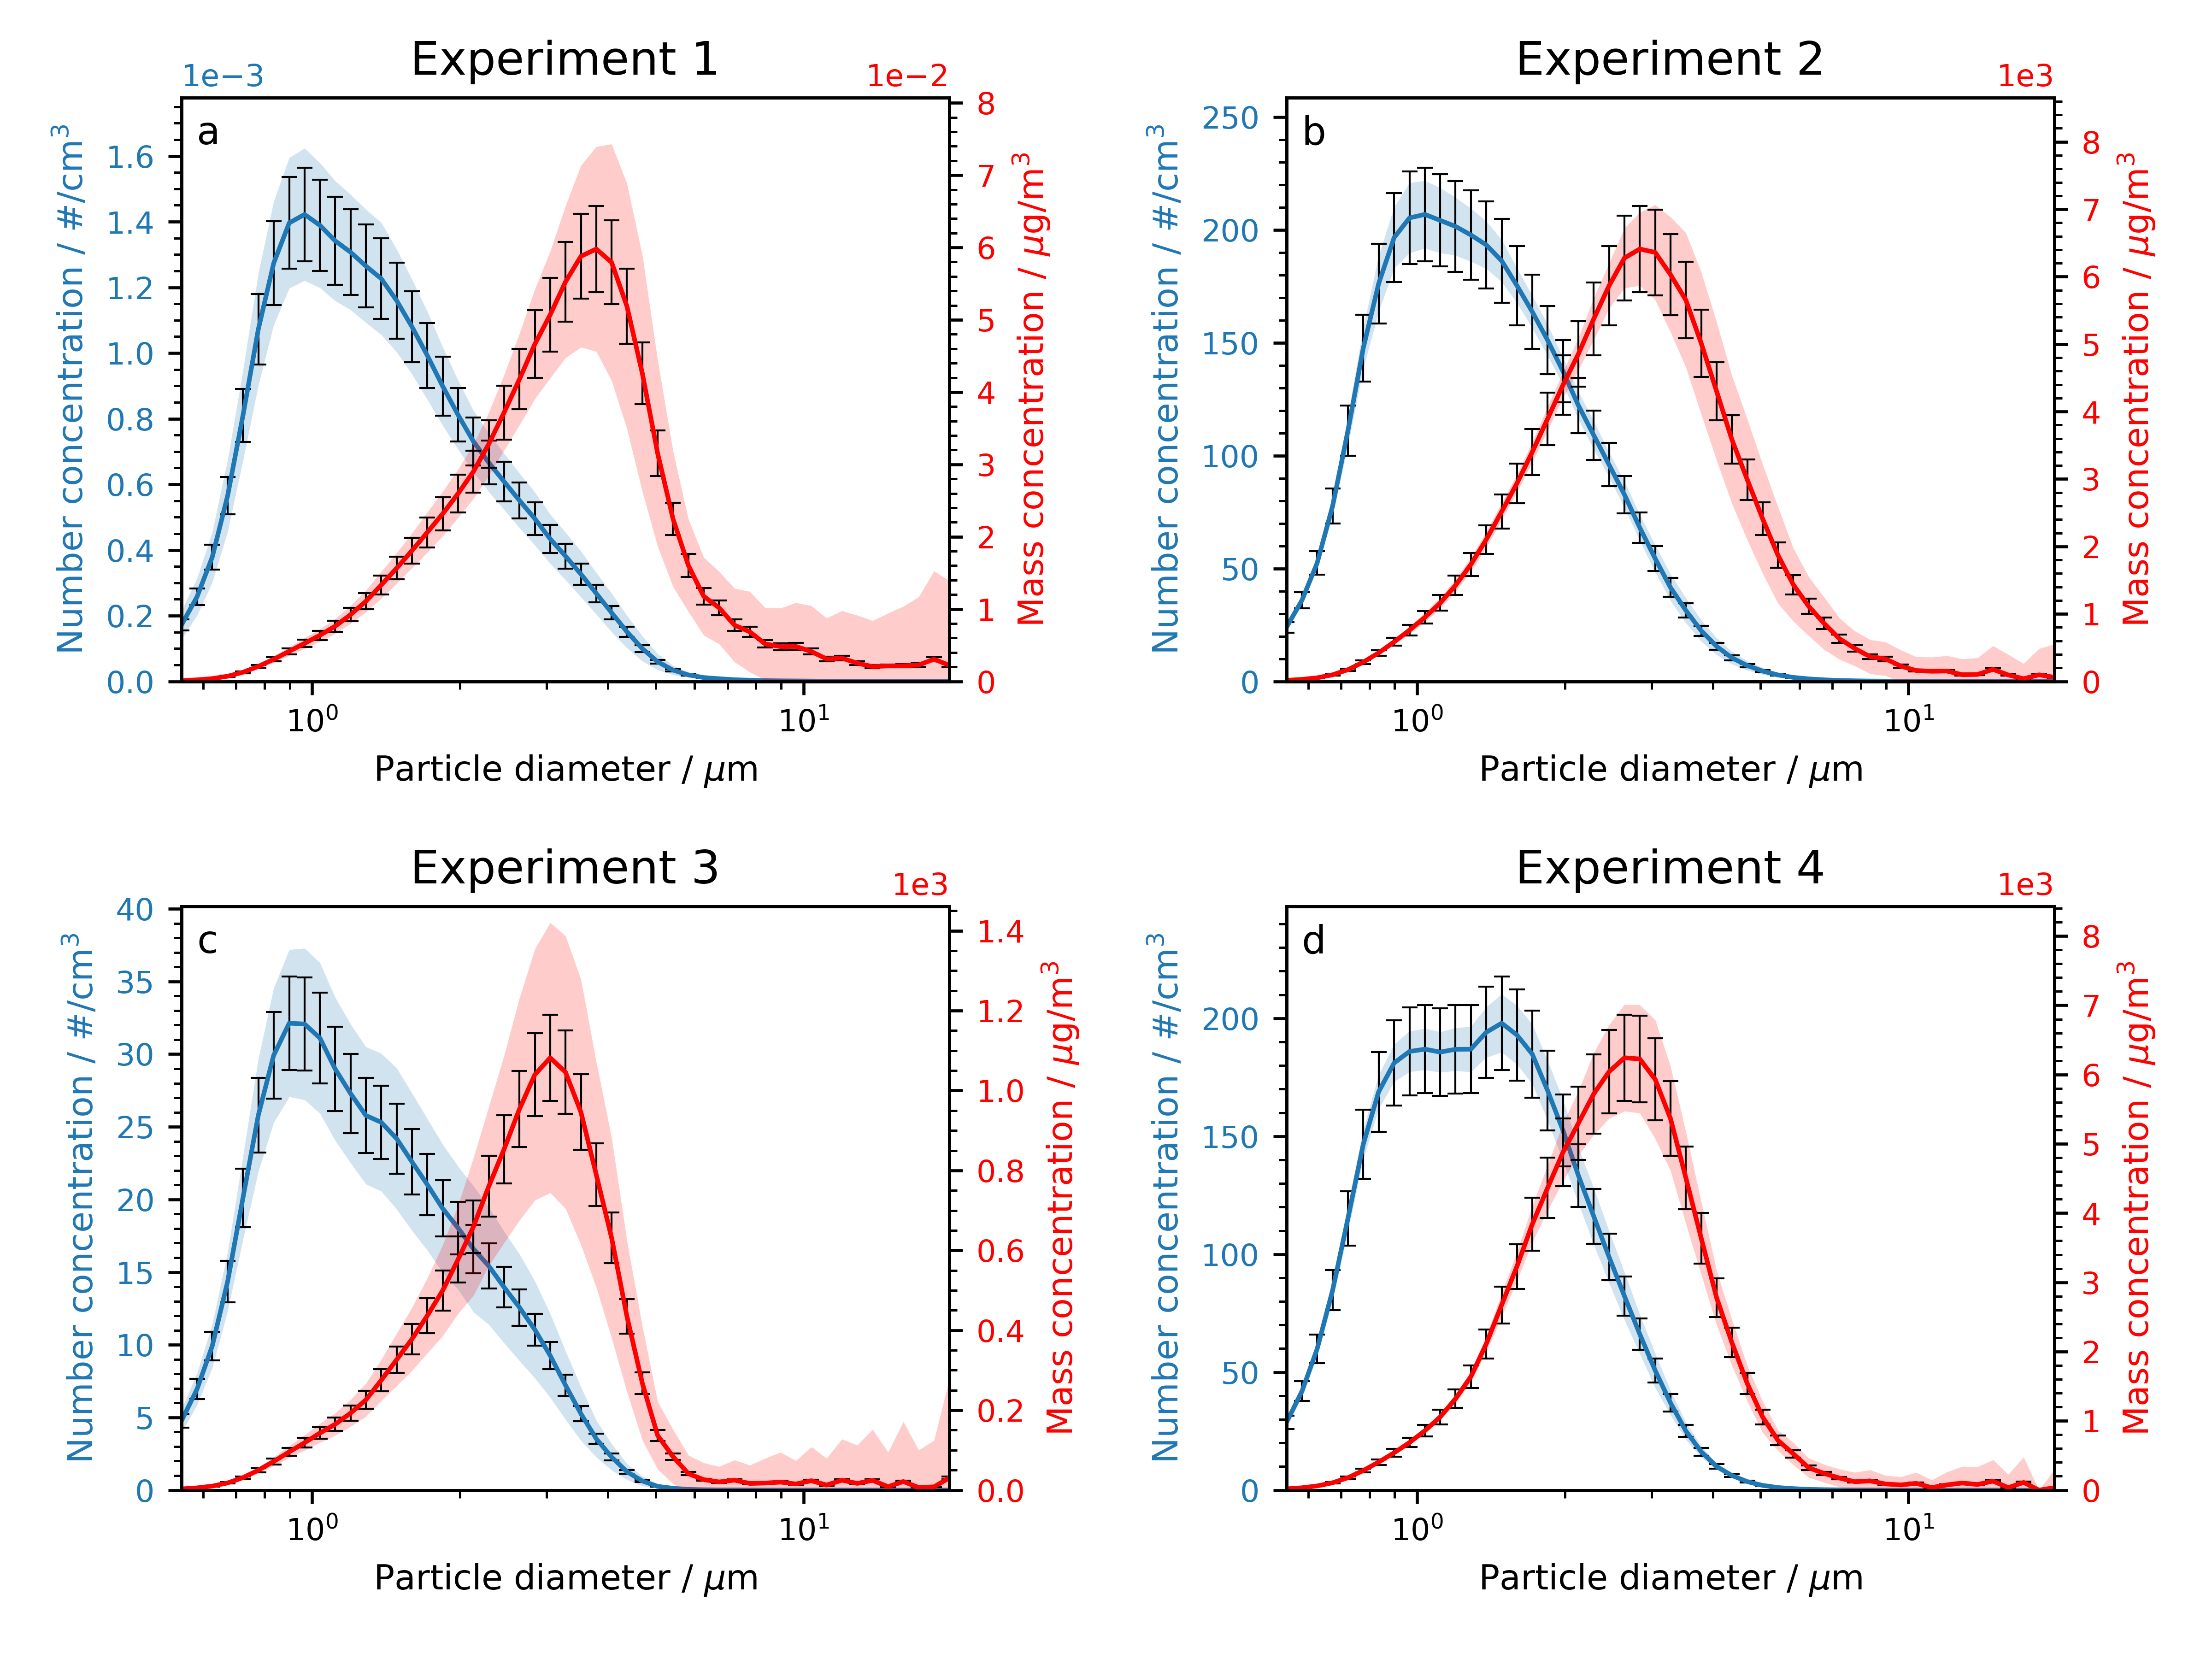 Experiment 1
1e−3
1e−2
a
Number concentration / #/cm³
0.0
0.2
0.4
0.6
0.8
1.0
1.2
1.4
1.6
Mass concentration / μg/m³
0
1
2
3
4
5
6
7
8
10⁰
10¹
Particle diameter / μm
Experiment 2
1e3
b
Number concentration / #/cm³
0
50
100
150
200
250
Mass concentration / μg/m³
0
1
2
3
4
5
6
7
8
10⁰
10¹
Particle diameter / μm
Experiment 3
1e3
c
Number concentration / #/cm³
0
5
10
15
20
25
30
35
40
Mass concentration / μg/m³
0.0
0.2
0.4
0.6
0.8
1.0
1.2
1.4
10⁰
10¹
Particle diameter / μm
Experiment 4
1e3
d
Number concentration / #/cm³
0
50
100
150
200
Mass concentration / μg/m³
0
1
2
3
4
5
6
7
8
10⁰
10¹
Particle diameter / μm